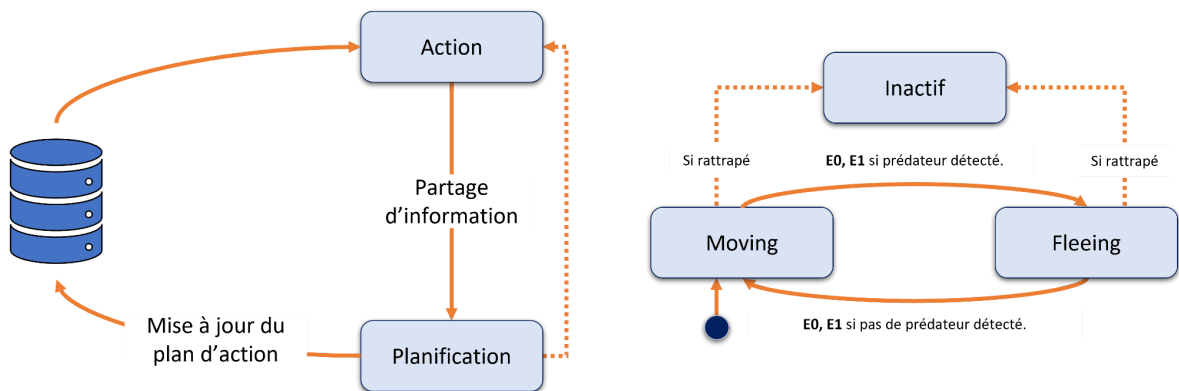 Action
Partage
d’information
Mise à jour du
plan d’action
Planification
Inactif
Si rattrapé
E0, E1 si prédateur détecté.
Si rattrapé
Moving
Fleeing
E0, E1 si pas de prédateur détecté.